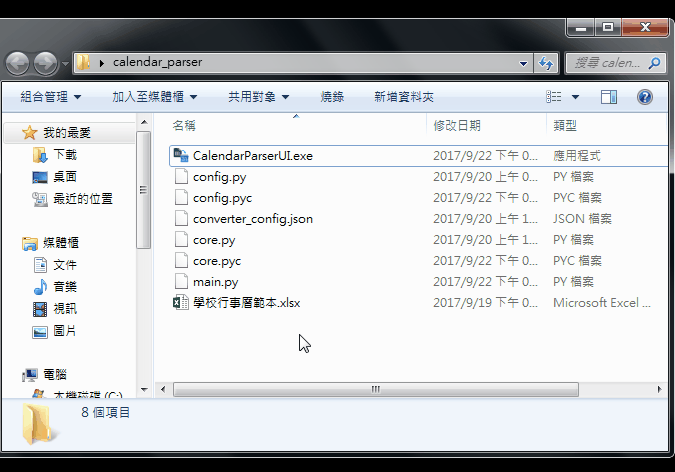 calendar_parser
搜尋 calen...
組合管理 加入至媒體櫃 共用對象 燒錄 新增資料夾
我的最愛
下載
桌面
最近的位置
媒體櫃
文件
音樂
視訊
圖片
電腦
本機磁碟 (C:)
名稱 修改日期 類型
CalendarParserUI.exe 2017/9/22 下午 0... 應用程式
config.py 2017/9/20 上午 0... PY 檔案
config.pyc 2017/9/22 下午 0... PYC 檔案
converter_config.json 2017/9/20 上午 1... JSON 檔案
core.py 2017/9/20 上午 1... PY 檔案
core.pyc 2017/9/22 下午 0... PYC 檔案
main.py 2017/9/22 下午 0... PY 檔案
學校行事曆範本.xlsx 2017/9/19 下午 0... Microsoft Excel ...
8 個項目